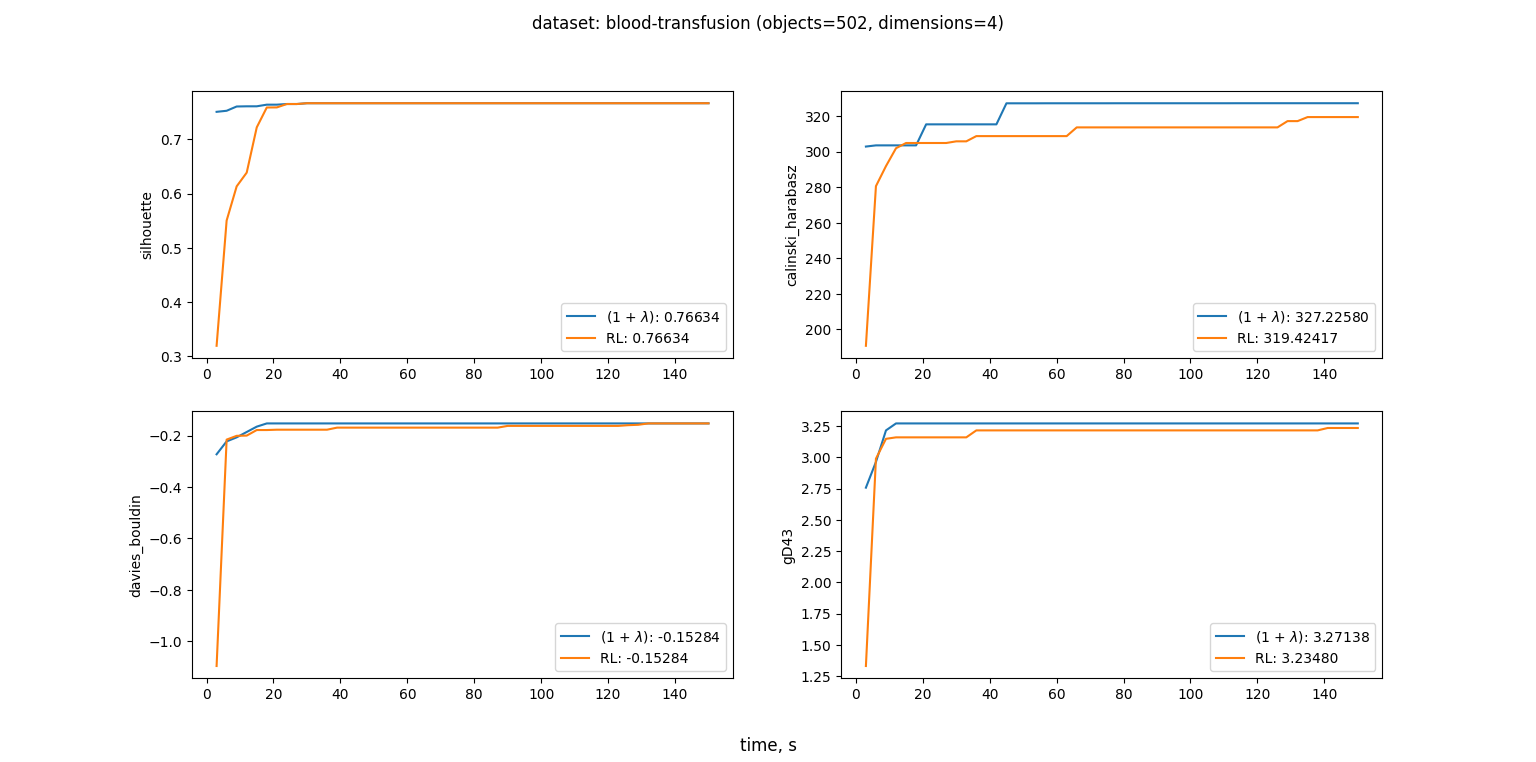 dataset: blood-transfusion (objects=502, dimensions=4)
silhouette
0.7
0.6
0.5
0.4
0.3
0 20 40 60 80 100 120 140
(1 + λ): 0.76634
RL: 0.76634
calinski_harabasz
320
300
280
260
240
220
200
0 20 40 60 80 100 120 140
(1 + λ): 327.22580
RL: 319.42417
davies_bouldin
−0.2
−0.4
−0.6
−0.8
−1.0
0 20 40 60 80 100 120 140
(1 + λ): -0.15284
RL: -0.15284
gD43
3.25
3.00
2.75
2.50
2.25
2.00
1.75
1.50
1.25
0 20 40 60 80 100 120 140
(1 + λ): 3.27138
RL: 3.23480
time, s